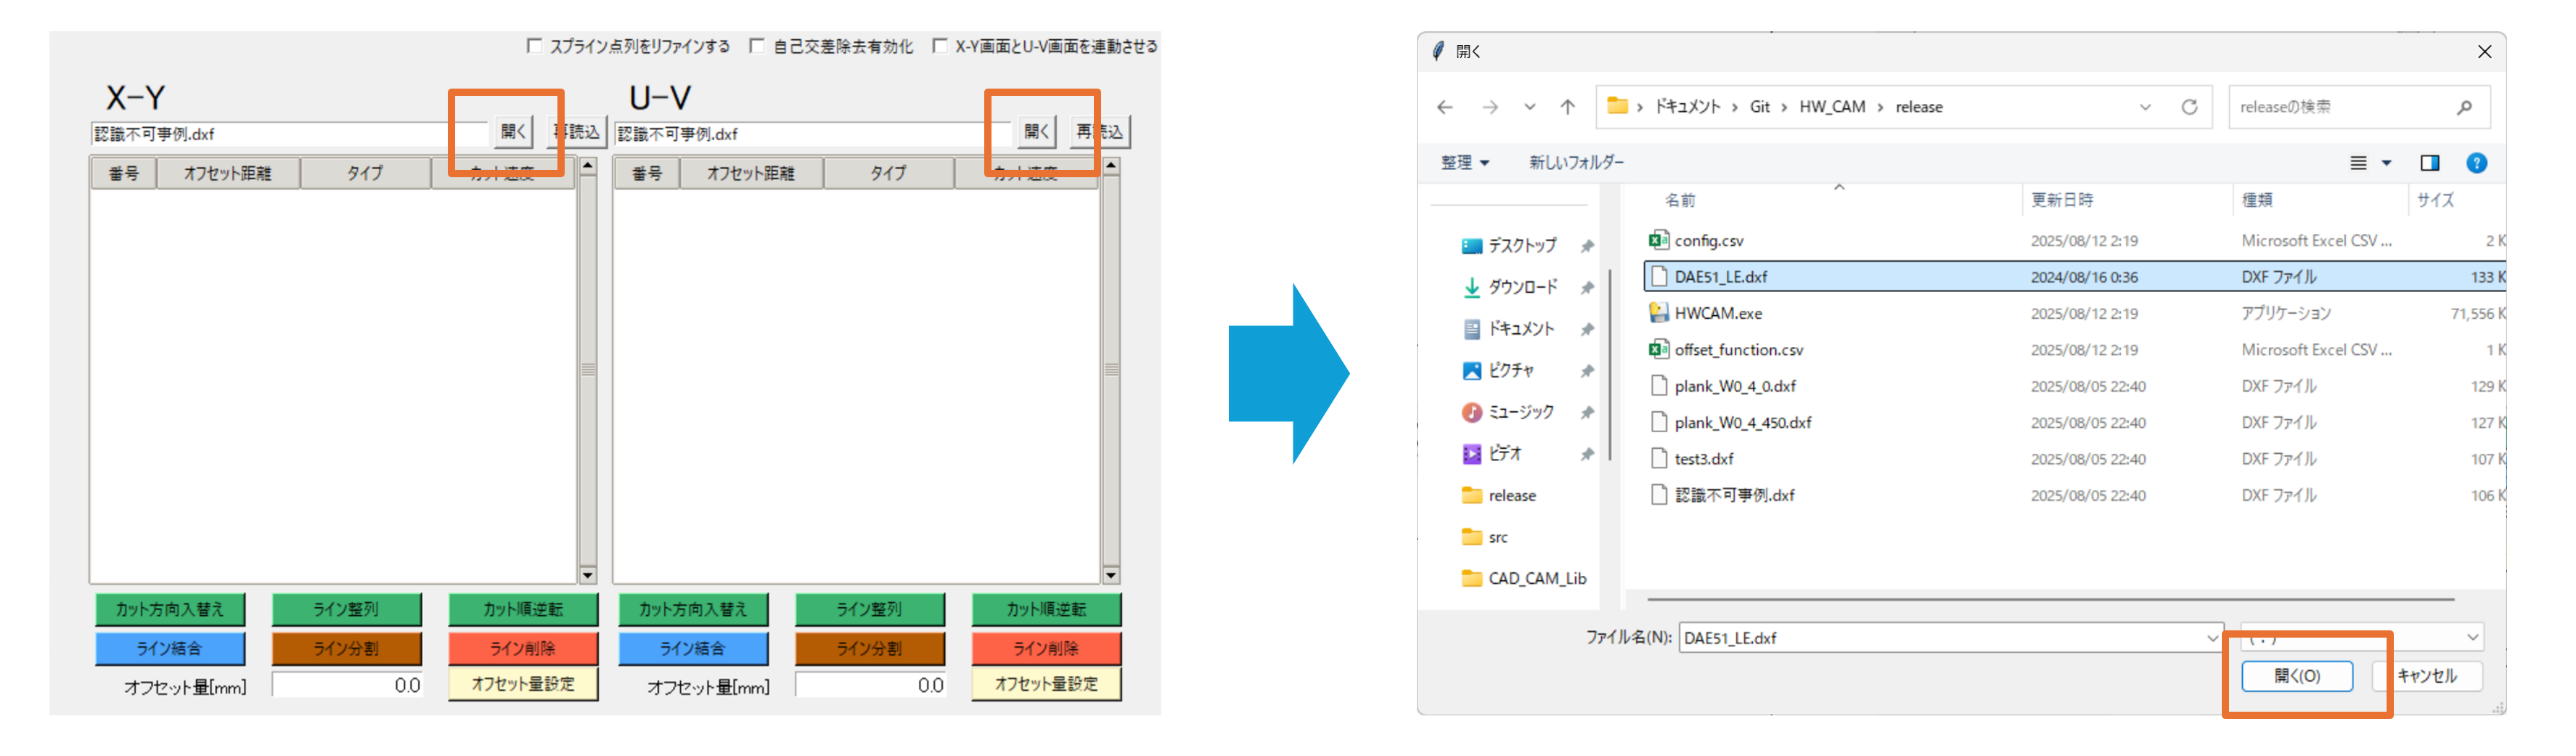 スプライン点列をリファインする 自己交差除去有効化 X-Y画面とU-V画面を連動させる
X-Y
認識不可事例.dxf 開く 再読込
番号 オフセット距離 タイプ カット速度
カット方向入替え ライン整列 カット順逆転
ライン結合 ライン分割 ライン削除
オフセット量[mm] 0.0 オフセット量設定
U-V
認識不可事例.dxf 開く 再読込
番号 オフセット距離 タイプ カット速度
カット方向入替え ライン整列 カット順逆転
ライン結合 ライン分割 ライン削除
オフセット量[mm] 0.0 オフセット量設定
開く
› ドキュメント › Git › HW_CAM › release
releaseの検索
整理 新しいフォルダー
デスクトップ
ダウンロード
ドキュメント
ピクチャ
ミュージック
ビデオ
release
src
CAD_CAM_Lib
名前 更新日時 種類 サイズ
config.csv 2025/08/12 2:19 Microsoft Excel CSV ... 2 K
DAE51_LE.dxf 2024/08/16 0:36 DXF ファイル 133 K
HWCAM.exe 2025/08/12 2:19 アプリケーション 71,556 K
offset_function.csv 2025/08/12 2:19 Microsoft Excel CSV ... 1 K
plank_W0_4_0.dxf 2025/08/05 22:40 DXF ファイル 129 K
plank_W0_4_450.dxf 2025/08/05 22:40 DXF ファイル 127 K
test3.dxf 2025/08/05 22:40 DXF ファイル 107 K
認識不可事例.dxf 2025/08/05 22:40 DXF ファイル 106 K
ファイル名(N): DAE51_LE.dxf
開く(O) キャンセル